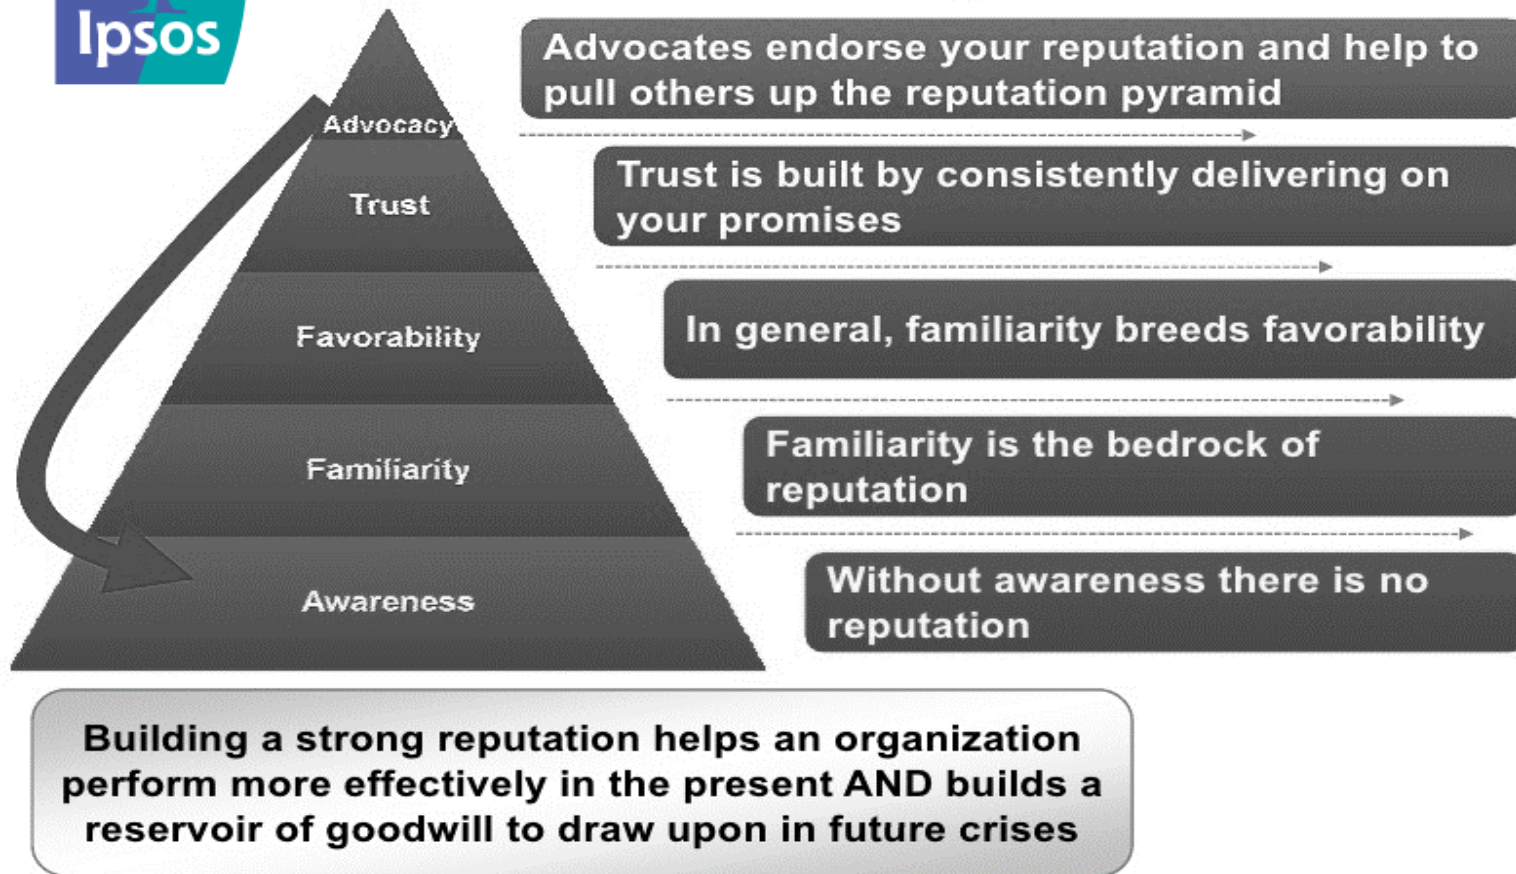 Ipsos
Advocates endorse your reputation and help to
pull others up the reputation pyramid
Advocacy
Trust is built by consistently delivering on
your promises
Trust
In general, familiarity breeds favorability
Favorability
Familiarity is the bedrock of
reputation
Familiarity
Without awareness there is no
reputation
Awareness
Building a strong reputation helps an organization
perform more effectively in the present AND builds a
reservoir of goodwill to draw upon in future crises